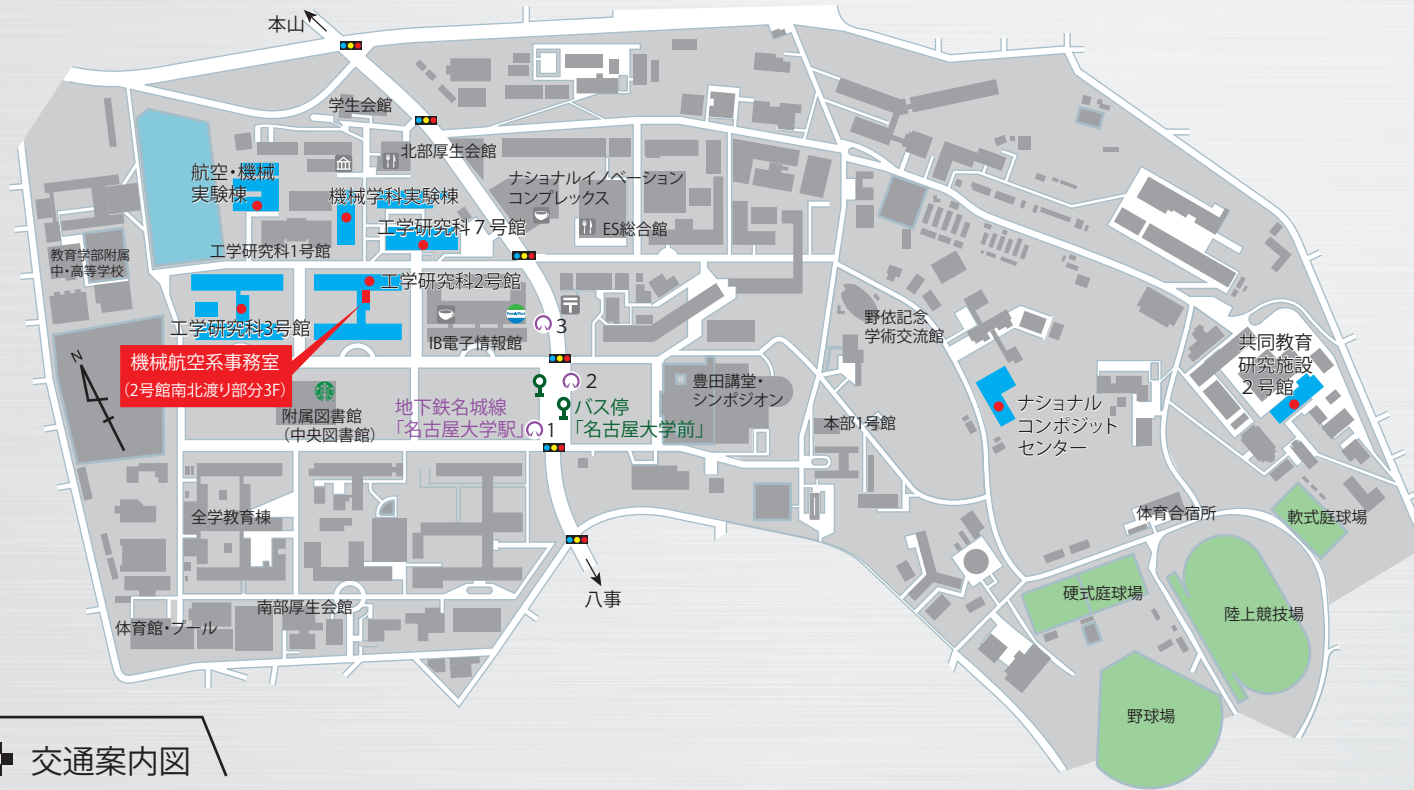 本山
学生会館
北部厚生会館
航空・機械
実験棟
機械学科実験棟
ナショナルイノベーション
コンプレックス
工学研究科７号館
ES総合館
教育学部附属
中・高等学校
工学研究科1号館
工学研究科2号館
工学研究科3号館
FamilyMart
3
IB電子情報館
N
機械航空系事務室
(2号館南北渡り部分3F)
野依記念
学術交流館
共同教育
研究施設
２号館
2
豊田講堂・
シンポジオン
附属図書館
（中央図書館）
地下鉄名城線
「名古屋大学駅」
1
バス停
「名古屋大学前」
本部1号館
ナショナル
コンポジット
センター
全学教育棟
体育合宿所
軟式庭球場
八事
硬式庭球場
南部厚生会館
体育館・プール
陸上競技場
野球場
交通案内図